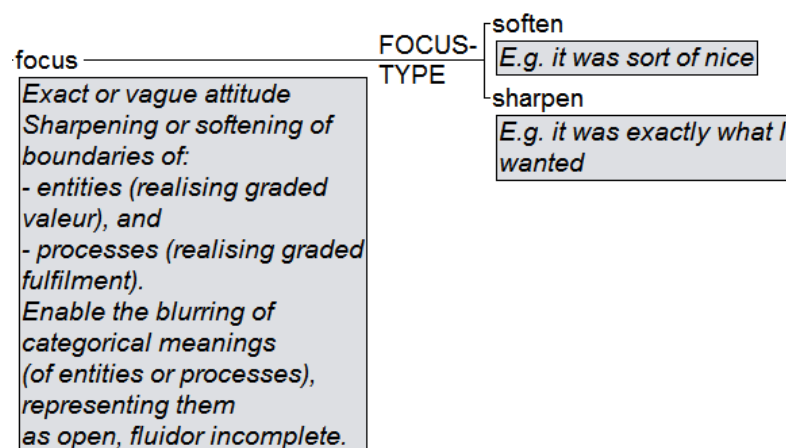 focus
Exact or vague attitude
Sharpening or softening of
boundaries of:
- entities (realising graded
valeur), and
- processes (realising graded
fulfilment).
Enable the blurring of
categorical meanings
(of entities or processes),
representing them
as open, fluidor incomplete.
FOCUS-
TYPE
soften
E.g. it was sort of nice
sharpen
E.g. it was exactly what I
wanted